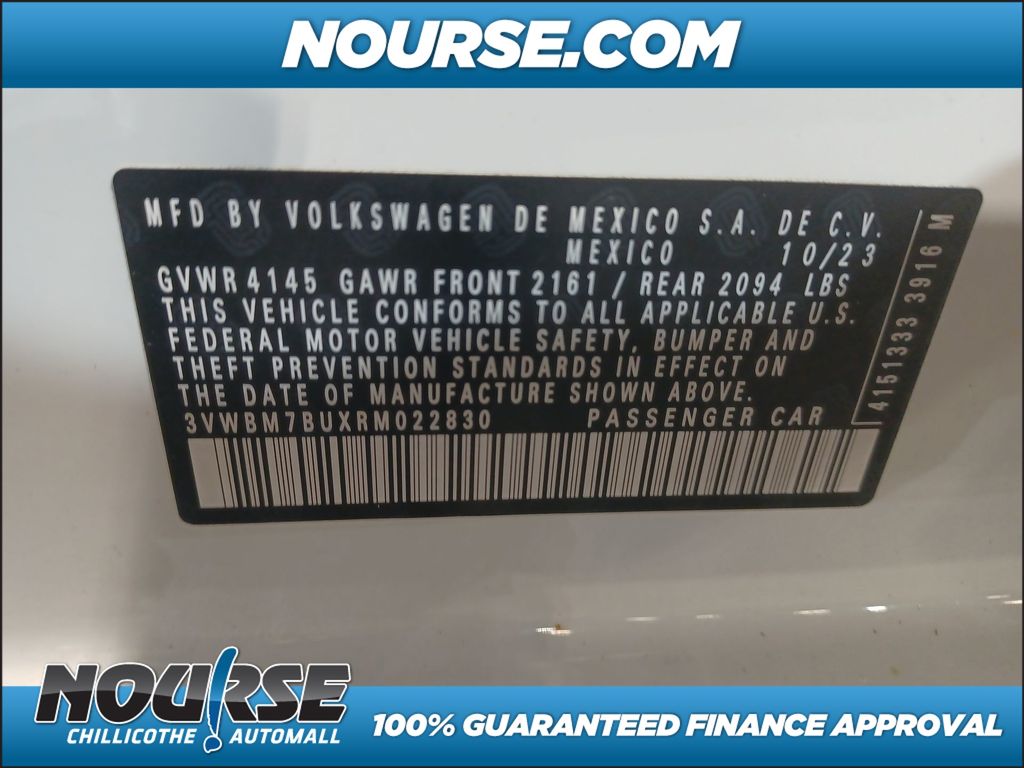 NOURSE.COM
MFD BY VOLKSWAGEN DE MEXICO S.A. DE C.V.
MEXICO 10/23
GVWR 4145 GAWR FRONT 2161 / REAR 2094 LBS
THIS VEHICLE CONFORMS TO ALL APPLICABLE U.S.
FEDERAL MOTOR VEHICLE SAFETY, BUMPER AND
THEFT PREVENTION STANDARDS IN EFFECT ON
THE DATE OF MANUFACTURE SHOWN ABOVE.
3VWBM7BUXRM022830 PASSENGER CAR
4151333 3916 M
NOURSE
CHILLICOTHE AUTOMALL
100% GUARANTEED FINANCE APPROVAL